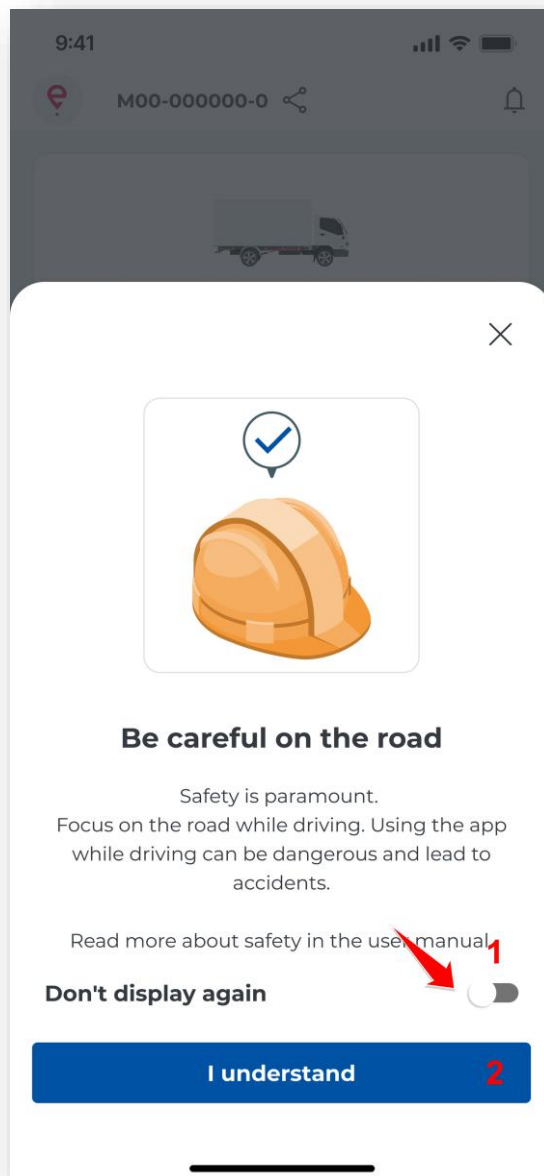 9:41
M00-000000-0
Be careful on the road
Safety is paramount.
Focus on the road while driving. Using the app
while driving can be dangerous and lead to
accidents.
Read more about safety in the user manual.
1
Don't display again
I understand
2